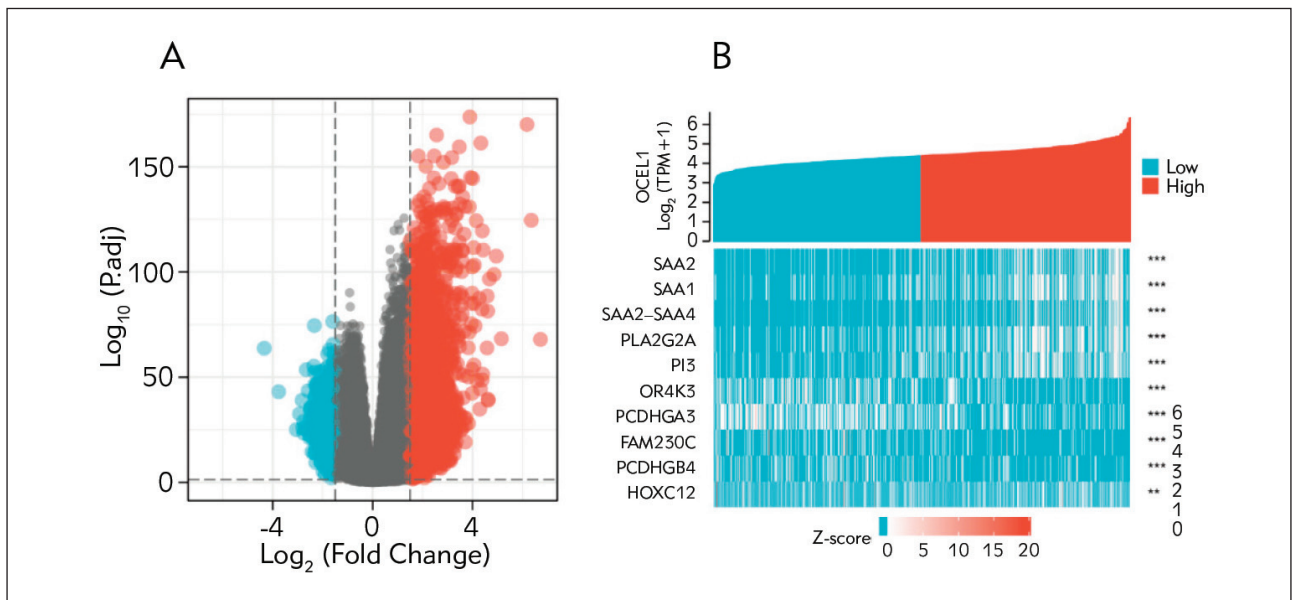 A
Log10 (P.adj)
150
100
50
0
-4
0
4
Log2 (Fold Change)
B
OCEL1
Log2 (TPM+1)
6
5
4
3
2
1
0
Low
High
SAA2
***
SAA1
***
SAA2–SAA4
***
PLA2G2A
***
PI3
***
OR4K3
***
PCDHGA3
***
FAM230C
***
PCDHGB4
***
HOXC12
**
6
5
4
3
2
1
0
Z-score
0
5
10
15
20